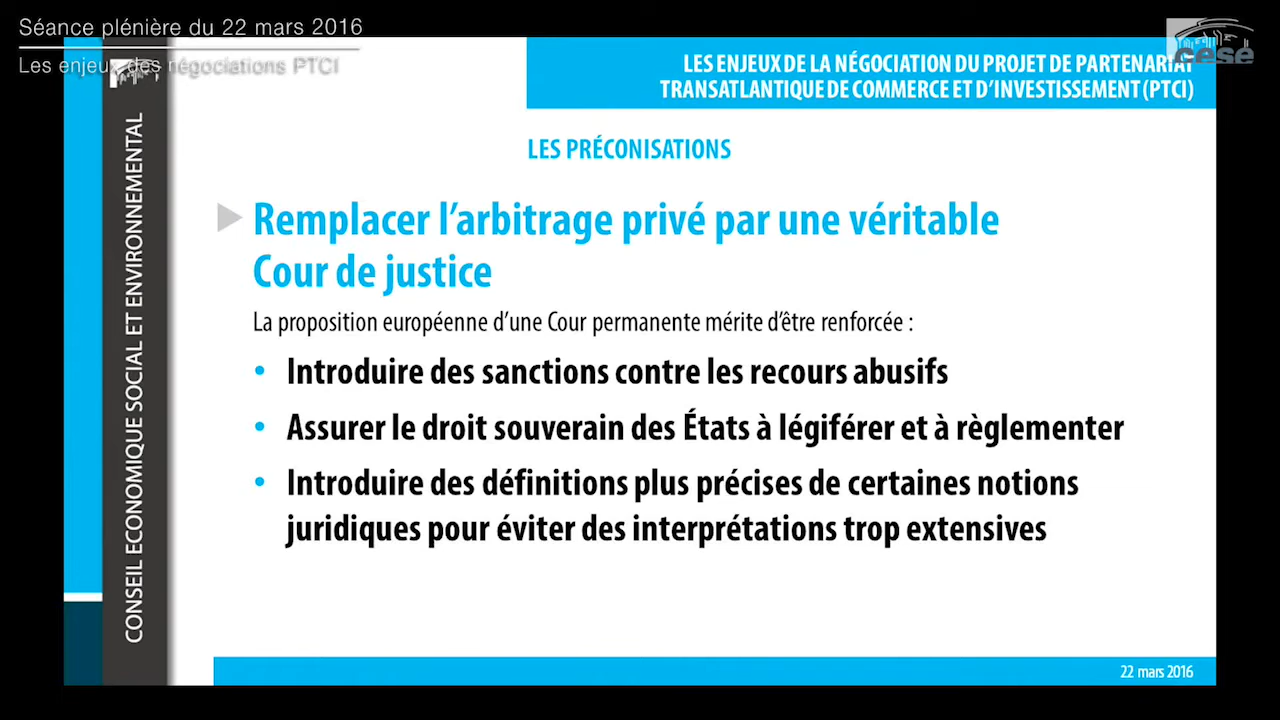 Séance plénière du 22 mars 2016
Les enjeux des négociations PTCI
cese
LES ENJEUX DE LA NÉGOCIATION DU PROJET DE PARTENARIAT
TRANSATLANTIQUE DE COMMERCE ET D’INVESTISSEMENT (PTCI)
CONSEIL ECONOMIQUE SOCIAL ET ENVIRONNEMENTAL
LES PRÉCONISATIONS
Remplacer l’arbitrage privé par une véritable
Cour de justice
La proposition européenne d’une Cour permanente mérite d’être renforcée :
• Introduire des sanctions contre les recours abusifs
• Assurer le droit souverain des États à légiférer et à règlementer
• Introduire des définitions plus précises de certaines notions
juridiques pour éviter des interprétations trop extensives
22 mars 2016